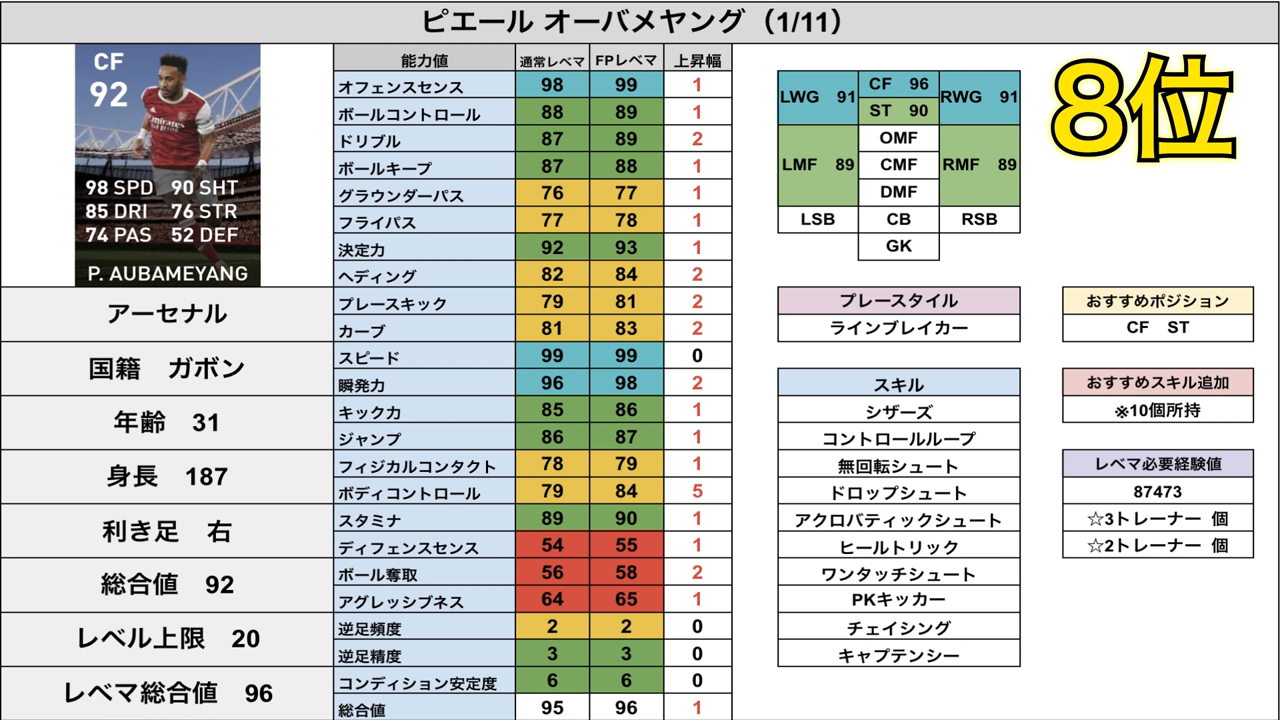 ピエール オーバメヤング（1/11）
CF
92
Emirates
98 SPD 90 SHT
85 DRI 76 STR
74 PAS 52 DEF
P. AUBAMEYANG
アーセナル
国籍 ガボン
年齢 31
身長 187
利き足 右
総合値 92
レベル上限 20
レベマ総合値 96
能力値 通常レベマ FPレベマ 上昇幅
オフェンスセンス 98 99 1
ボールコントロール 88 89 1
ドリブル 87 89 2
ボールキープ 87 88 1
グラウンダーパス 76 77 1
フライパス 77 78 1
決定力 92 93 1
ヘディング 82 84 2
プレースキック 79 81 2
カーブ 81 83 2
スピード 99 99 0
瞬発力 96 98 2
キック力 85 86 1
ジャンプ 86 87 1
フィジカルコンタクト 78 79 1
ボディコントロール 79 84 5
スタミナ 89 90 1
ディフェンスセンス 54 55 1
ボール奪取 56 58 2
アグレッシブネス 64 65 1
逆足頻度 2 2 0
逆足精度 3 3 0
コンディション安定度 6 6 0
総合値 95 96 1
LWG 91 CF 96 RWG 91
ST 90
OMF
LMF 89 CMF RMF 89
DMF
LSB CB RSB
GK
8位
プレースタイル
ラインブレイカー
スキル
シザーズ
コントロールループ
無回転シュート
ドロップシュート
アクロバティックシュート
ヒールトリック
ワンタッチシュート
PKキッカー
チェイシング
キャプテンシー
おすすめポジション
CF ST
おすすめスキル追加
※10個所持
レベマ必要経験値
87473
☆3トレーナー 個
☆2トレーナー 個